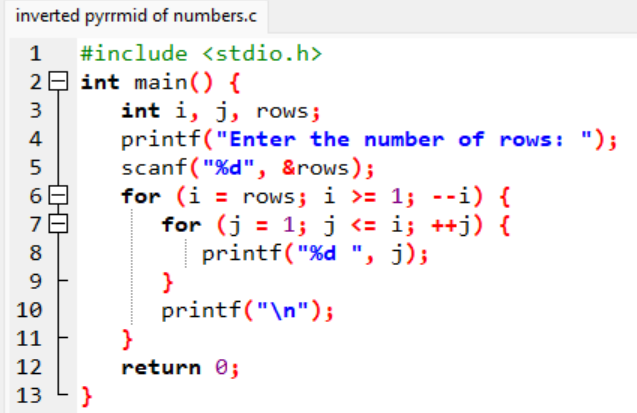 inverted pyrrmid of numbers.c
1 #include <stdio.h>
2 int main() {
3 int i, j, rows;
4 printf("Enter the number of rows: ");
5 scanf("%d", &rows);
6 for (i = rows; i >= 1; --i) {
7 for (j = 1; j <= i; ++j) {
8 printf("%d ", j);
9 }
10 printf("\n");
11 }
12 return 0;
13 }